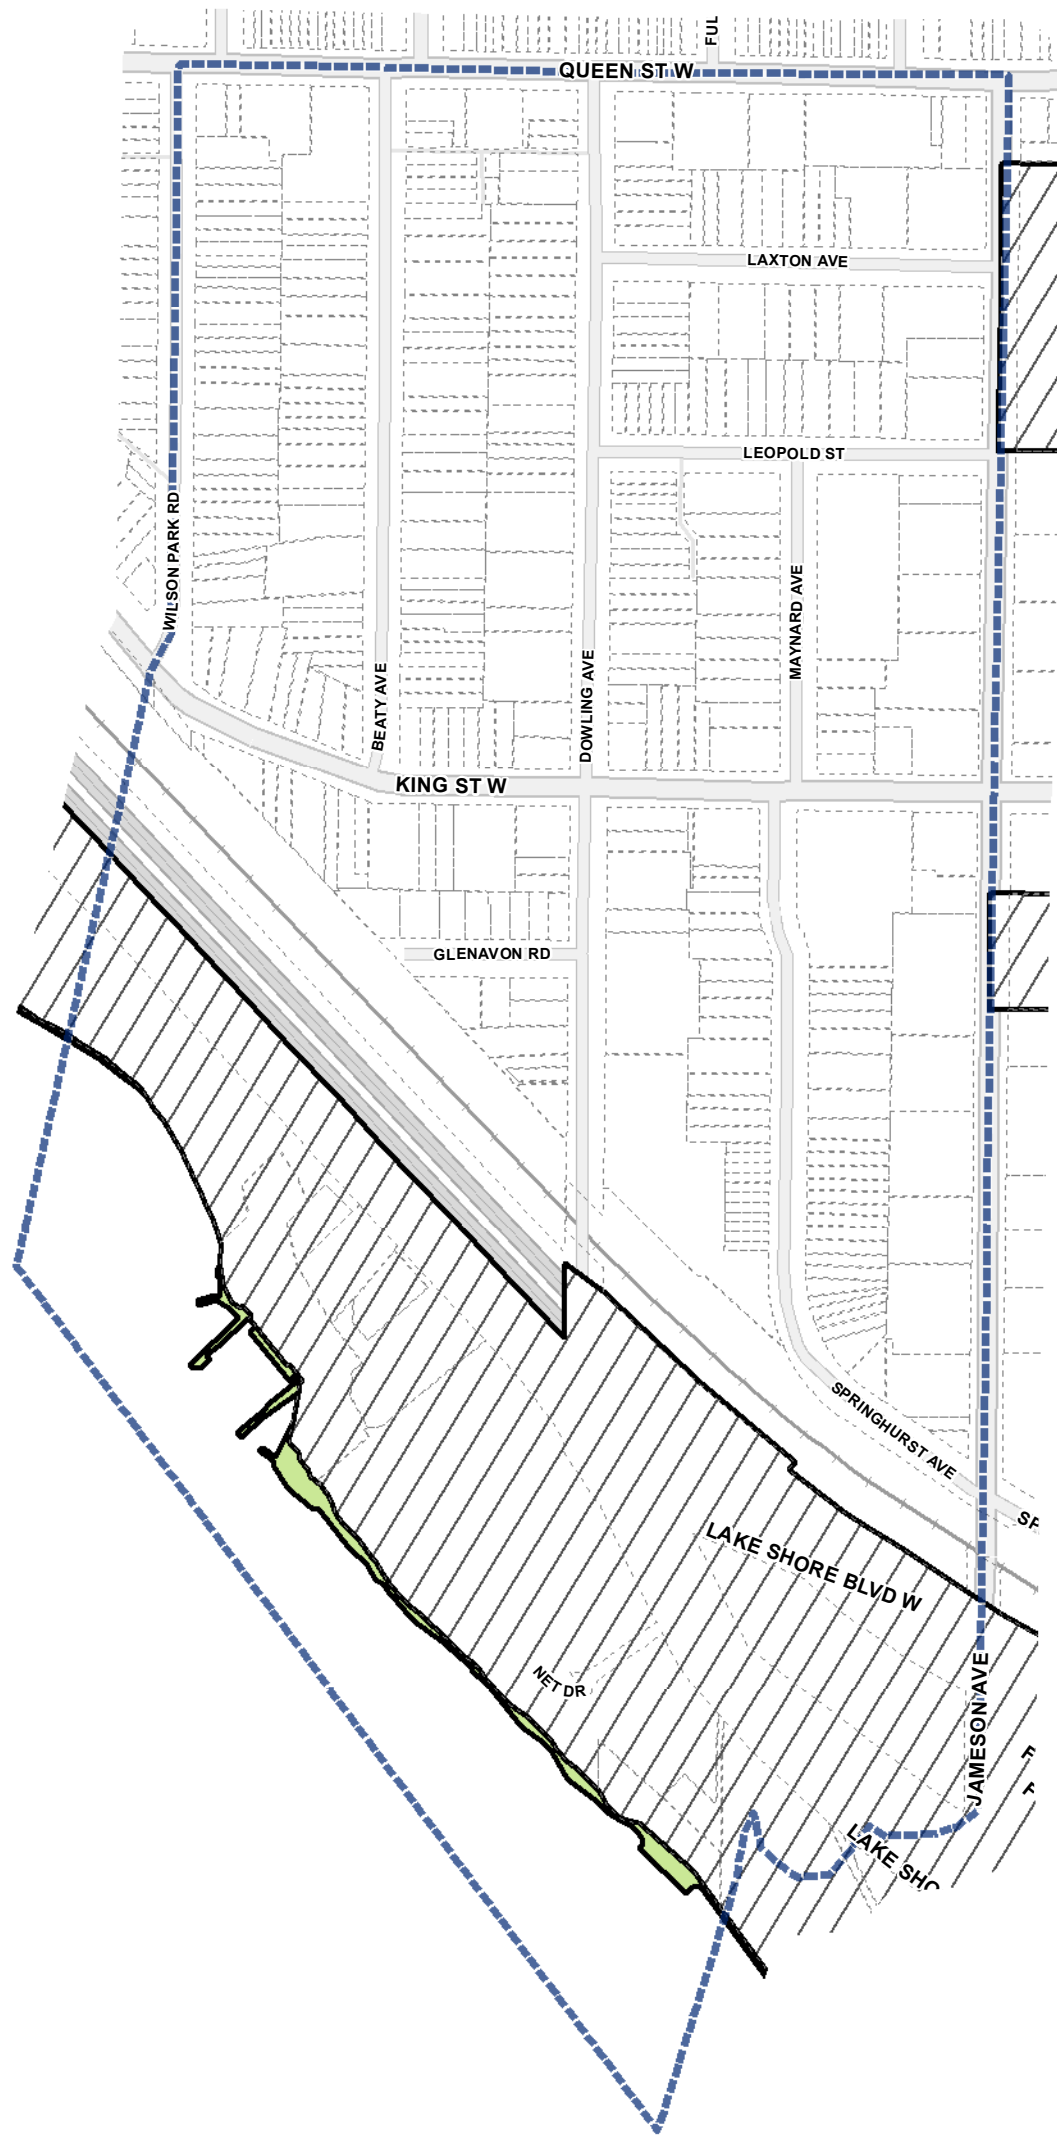 FUL
QUEEN ST W
LAXTON AVE
LEOPOLD ST
WILSON PARK RD
MAYNARD AVE
BEATY AVE
DOWLING AVE
KING ST W
GLENAVON RD
SPRINGHURST AVE
SP
LAKE SHORE BLVD W
NET DR
JAMESON AVE
LAKE SHO